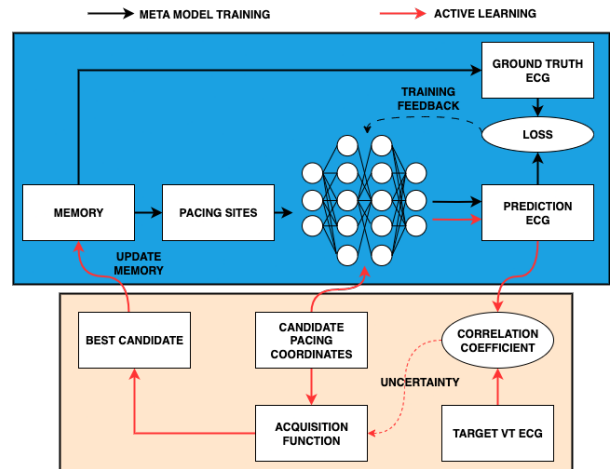 META MODEL TRAINING
ACTIVE LEARNING
GROUND TRUTH
ECG
TRAINING
FEEDBACK
LOSS
MEMORY
PACING SITES
PREDICTION
ECG
UPDATE
MEMORY
BEST CANDIDATE
CANDIDATE
PACING
COORDINATES
CORRELATION
COEFFICIENT
UNCERTAINTY
ACQUISITION
FUNCTION
TARGET VT ECG